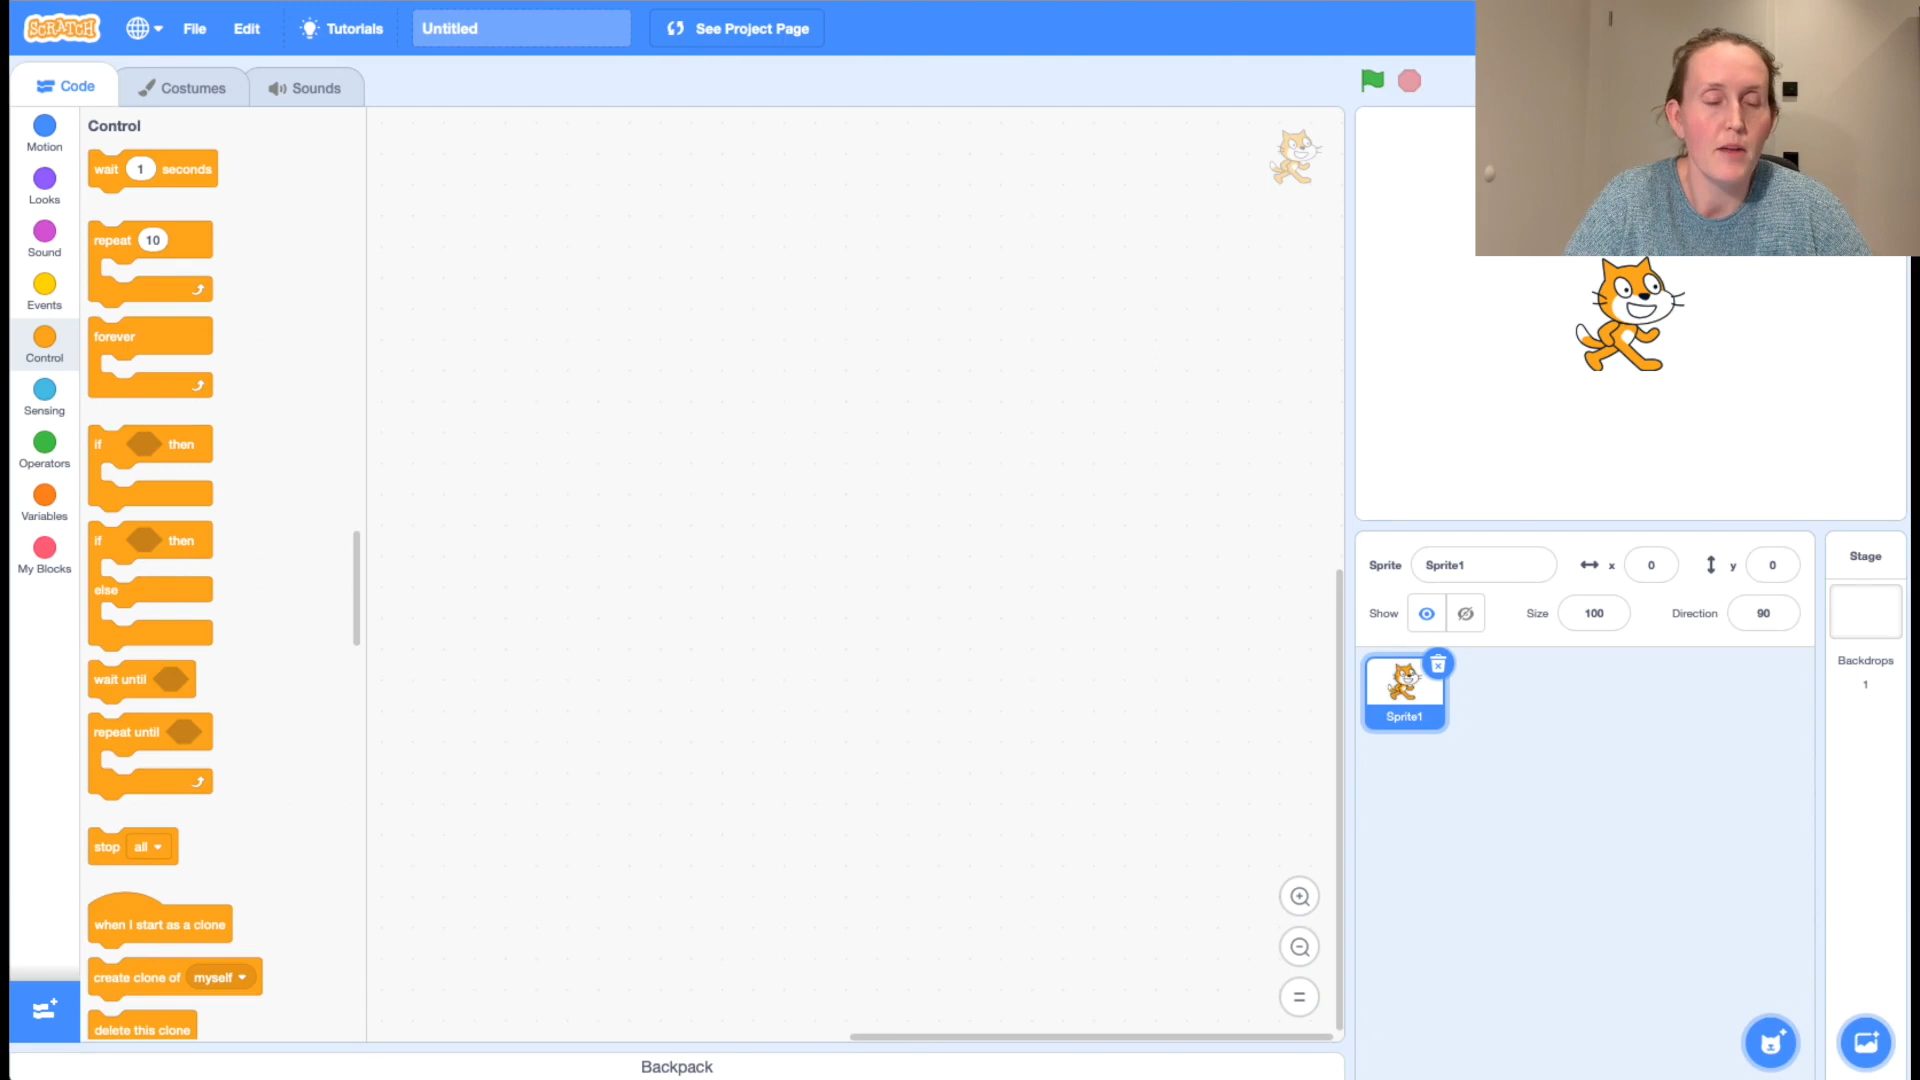 SCRATCH
File
Edit
Tutorials
Untitled
See Project Page
Code
Costumes
Sounds
Motion
Looks
Sound
Events
Control
Sensing
Operators
Variables
My Blocks
Control
wait 1 seconds
repeat 10
forever
if then
if then
else
wait until
repeat until
stop all
when I start as a clone
create clone of myself
delete this clone
Backpack
Sprite Sprite1 x 0 y 0
Show Size 100 Direction 90
Sprite1
Stage
Backdrops
1